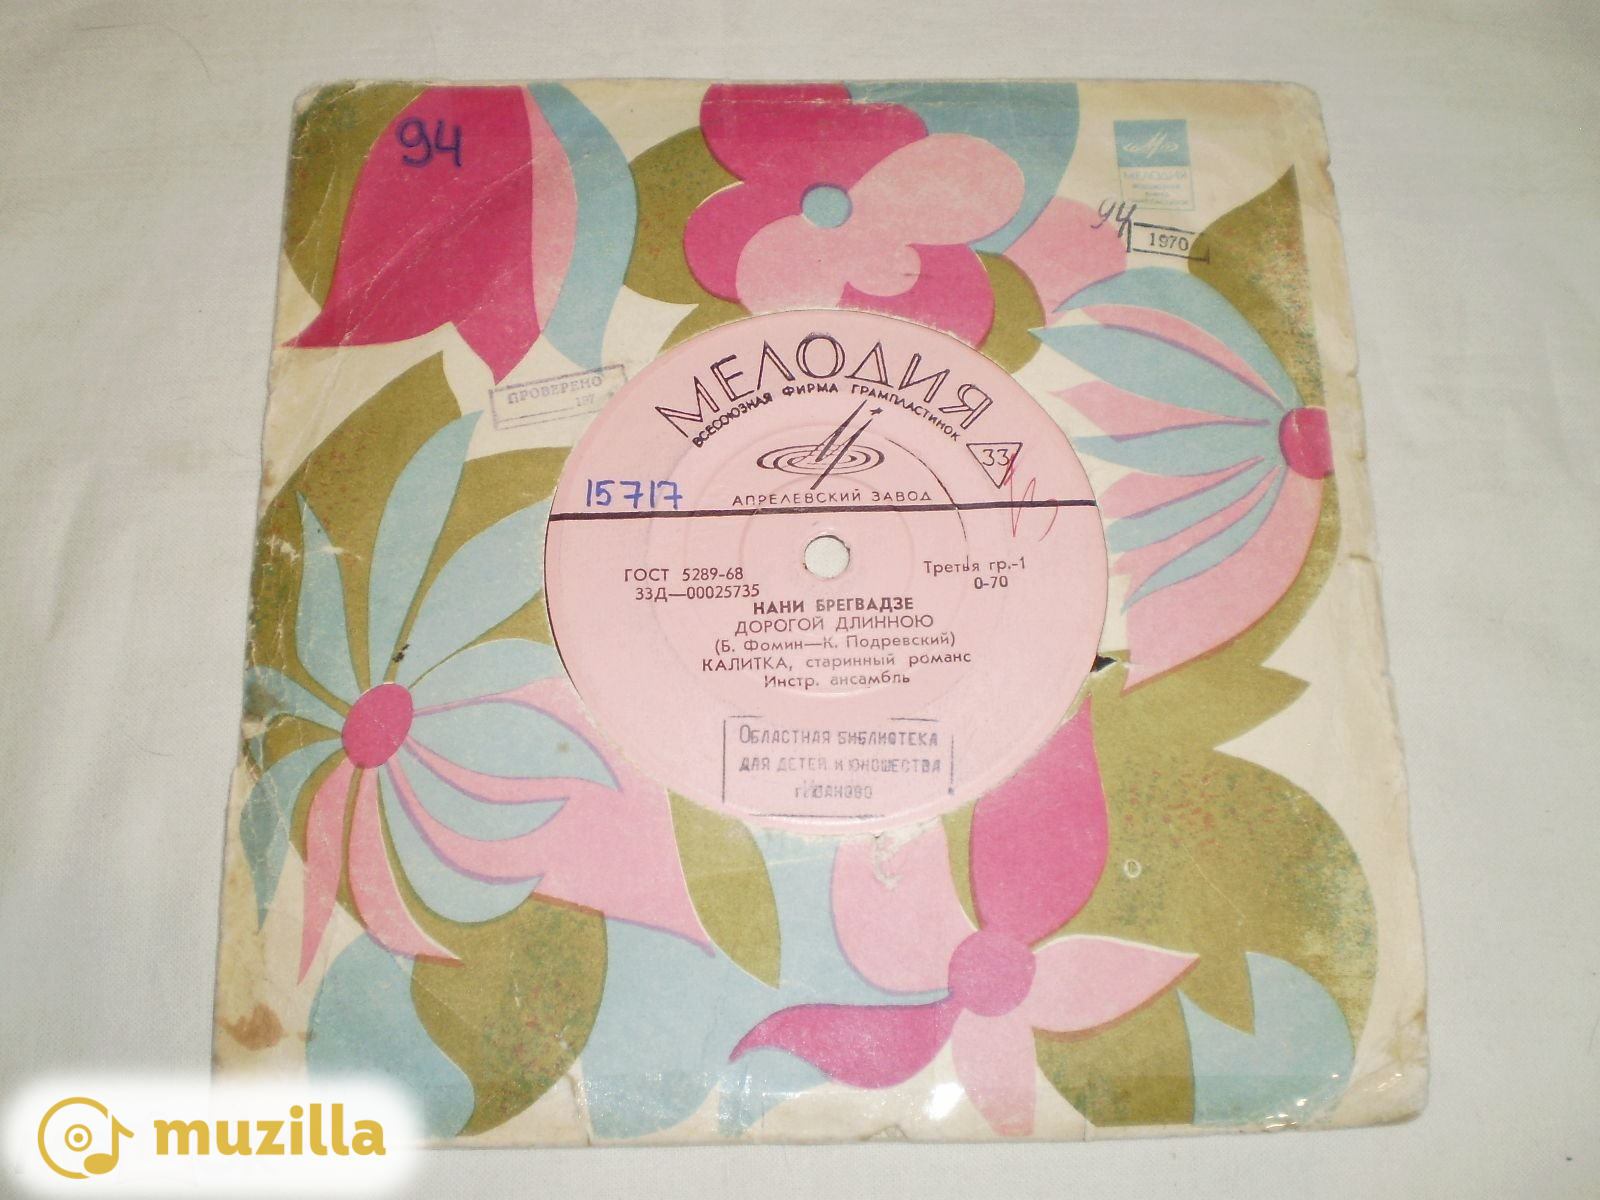 94
МЕЛОДИЯ
94
1970
ПРОВЕРЕНО
197
МЕЛОДИЯ
ВСЕСОЮЗНАЯ ФИРМА ГРАМПЛАСТИНОК
33
15717
АПРЕЛЕВСКИЙ ЗАВОД
ГОСТ 5289-68
33Д—00025735
Третья гр.-1
0-70
НАНИ БРЕГВАДЗЕ
ДОРОГОЙ ДЛИННОЮ
(Б. Фомин—К. Подревский)
КАЛИТКА, старинный романс
Инстр. ансамбль
ОБЛАСТНАЯ БИБЛИОТЕКА
ДЛЯ ДЕТЕЙ И ЮНОШЕСТВА
г. ИВАНОВО
muzilla